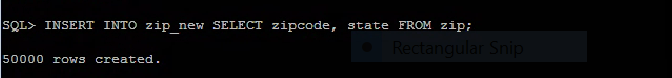 SQL> INSERT INTO zip_new SELECT zipcode, state FROM zip;
Rectangular Snip
50000 rows created.